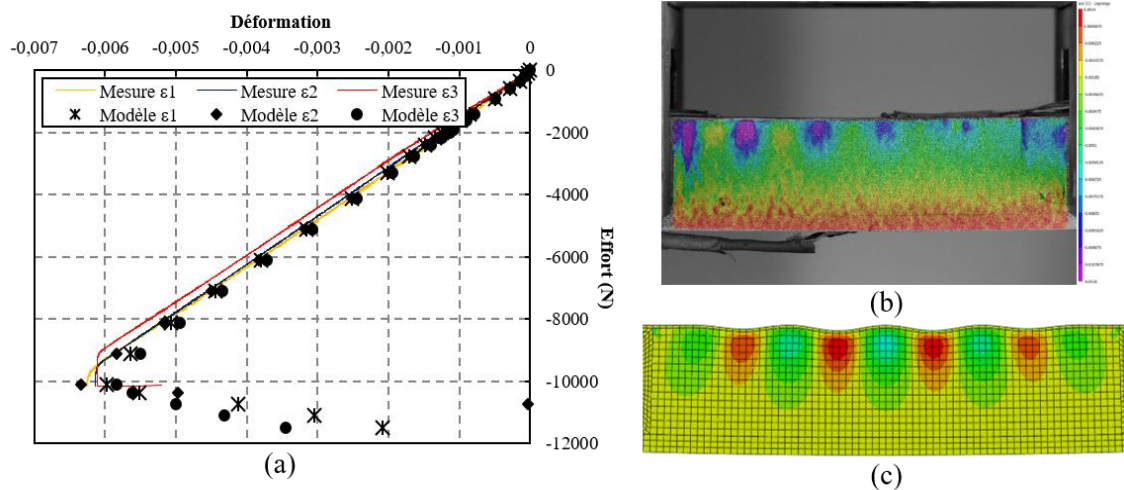 Déformation
-0,007 -0,006 -0,005 -0,004 -0,003 -0,002 -0,001 0
0
Mesure ε1 Mesure ε2 Mesure ε3
Modèle ε1 Modèle ε2 Modèle ε3
-2000
-4000
-6000
-8000
-10000
-12000
Effort (N)
(a)
(b)
(c)